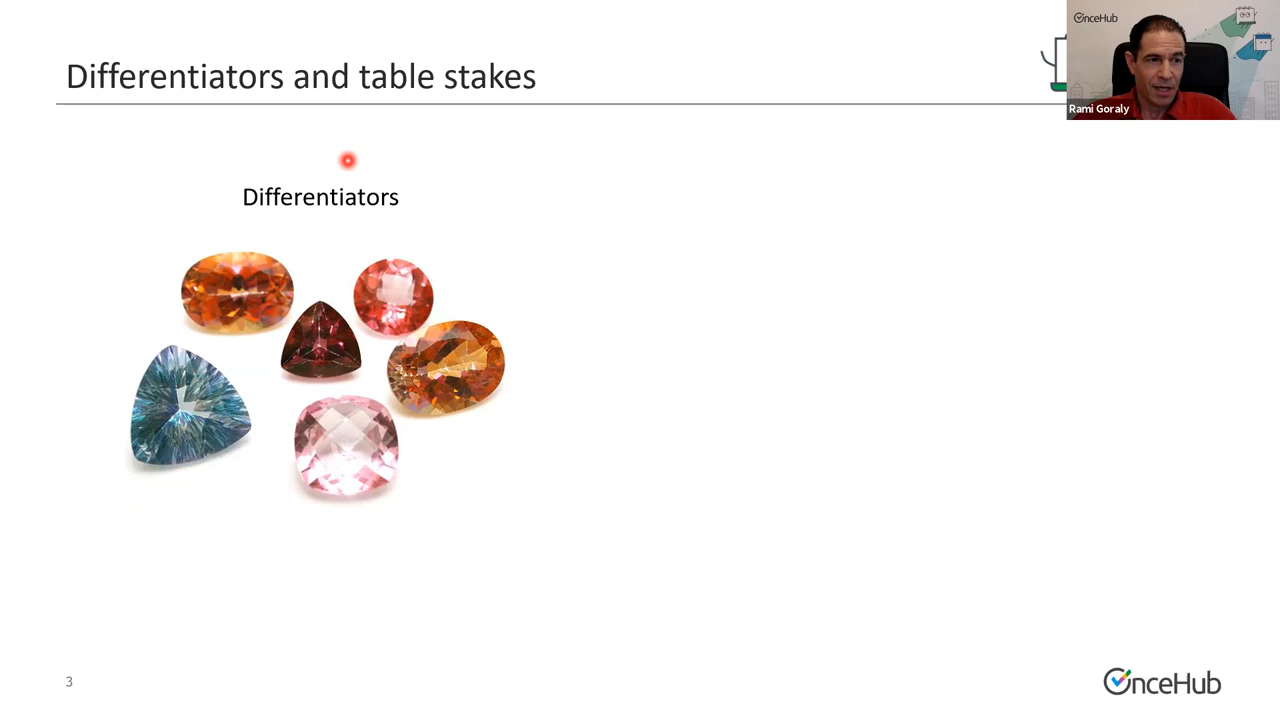 Differentiators and table stakes
OnceHub
Rami Goraly
Differentiators
3
OnceHub